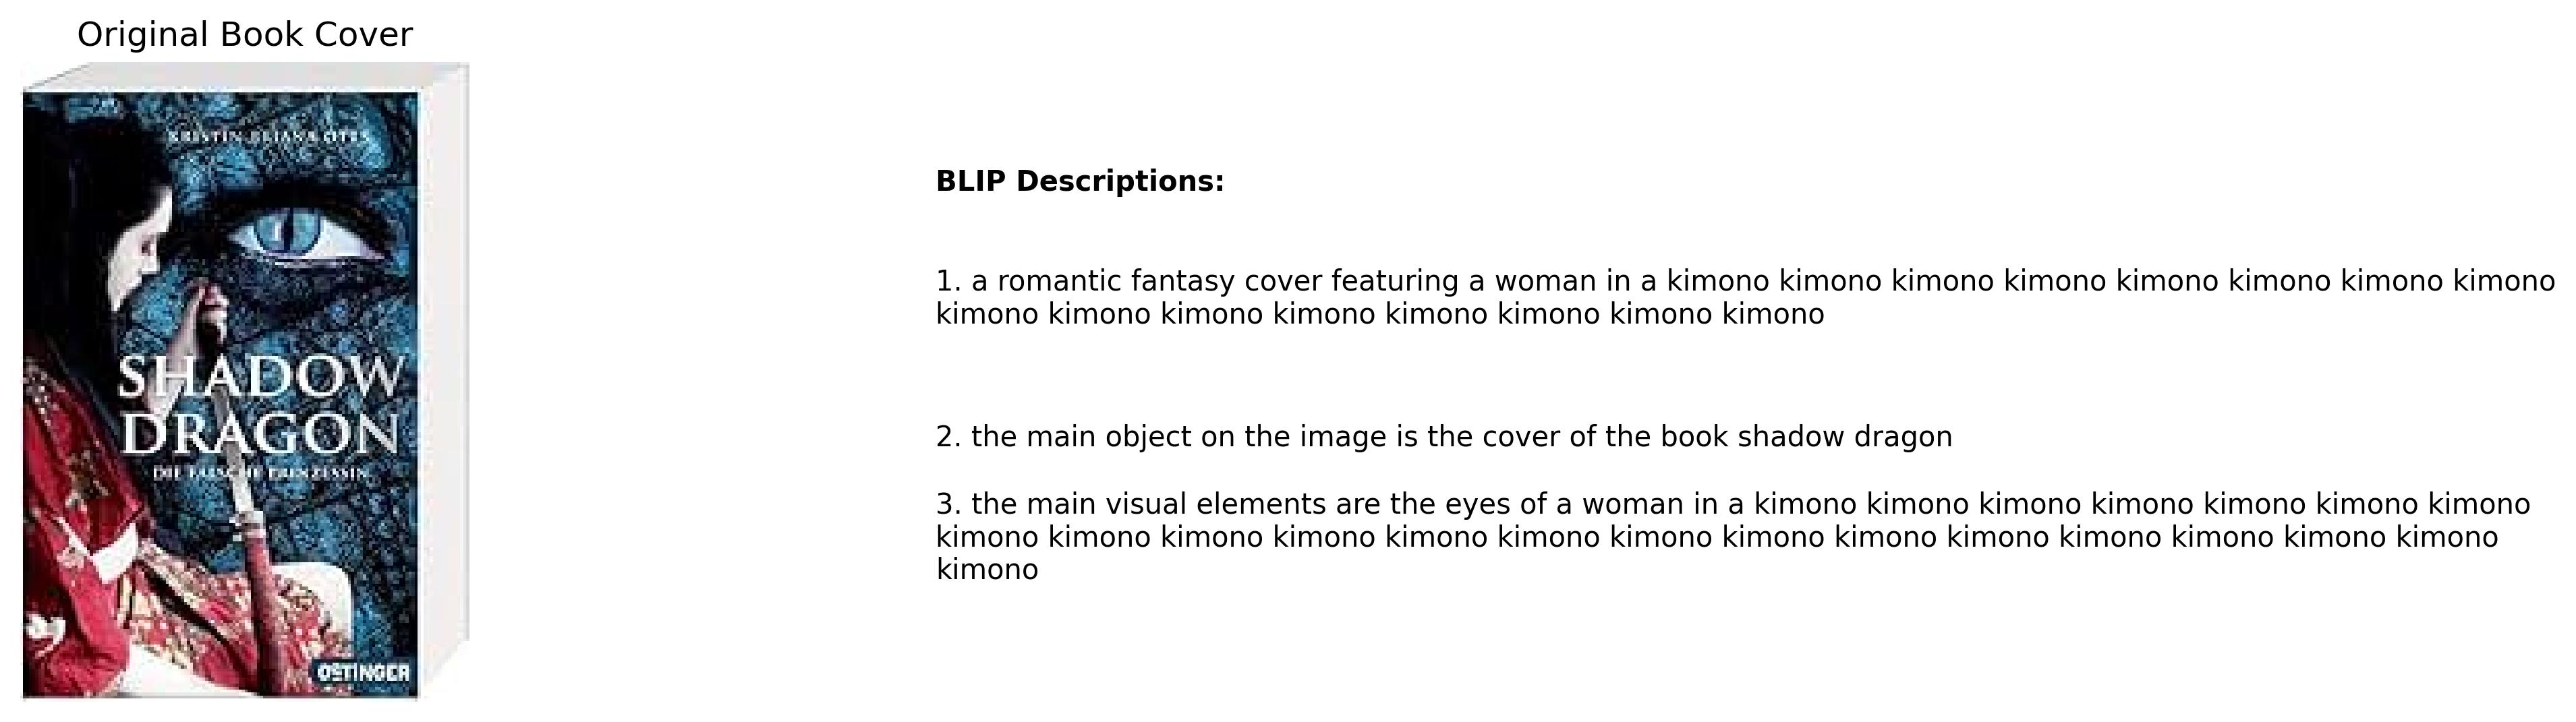 Original Book Cover
KRISTIN BRIANA OTTS
SHADOW
DRAGON
DIE FALSCHE PRINZESSIN
OETINGER
BLIP Descriptions:
1. a romantic fantasy cover featuring a woman in a kimono kimono kimono kimono kimono kimono kimono kimono
kimono kimono kimono kimono kimono kimono kimono kimono
2. the main object on the image is the cover of the book shadow dragon
3. the main visual elements are the eyes of a woman in a kimono kimono kimono kimono kimono kimono kimono
kimono kimono kimono kimono kimono kimono kimono kimono kimono kimono kimono kimono kimono kimono
kimono